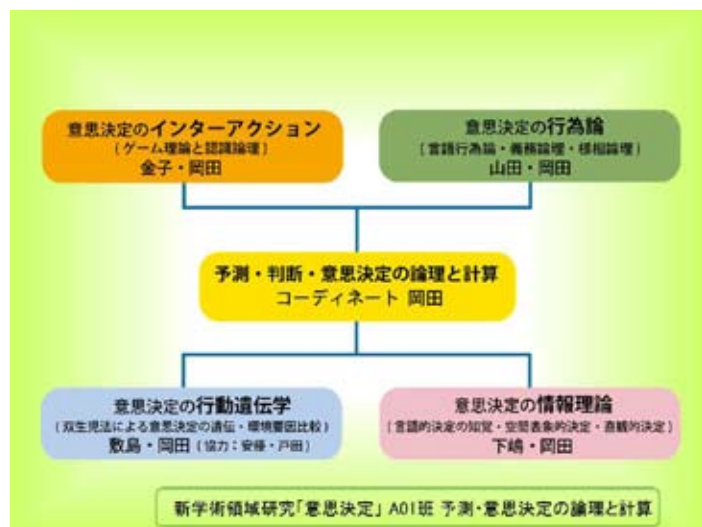 意思決定のインターアクション
(ゲーム理論と認識論理)
金子・岡田
意思決定の行為論
(言語行為論・義務論理・様相論理)
山田・岡田
予測・判断・意思決定の論理と計算
コーディネート 岡田
意思決定の行動遺伝学
(双生児法による意思決定の遺伝・環境要因比較)
敷島・岡田(協力:安藤・戸田)
意思決定の情報理論
(言語的決定の知覚・空間表象的決定・直観的決定)
下嶋・岡田
新学術領域研究「意思決定」A01班 予測・意思決定の論理と計算